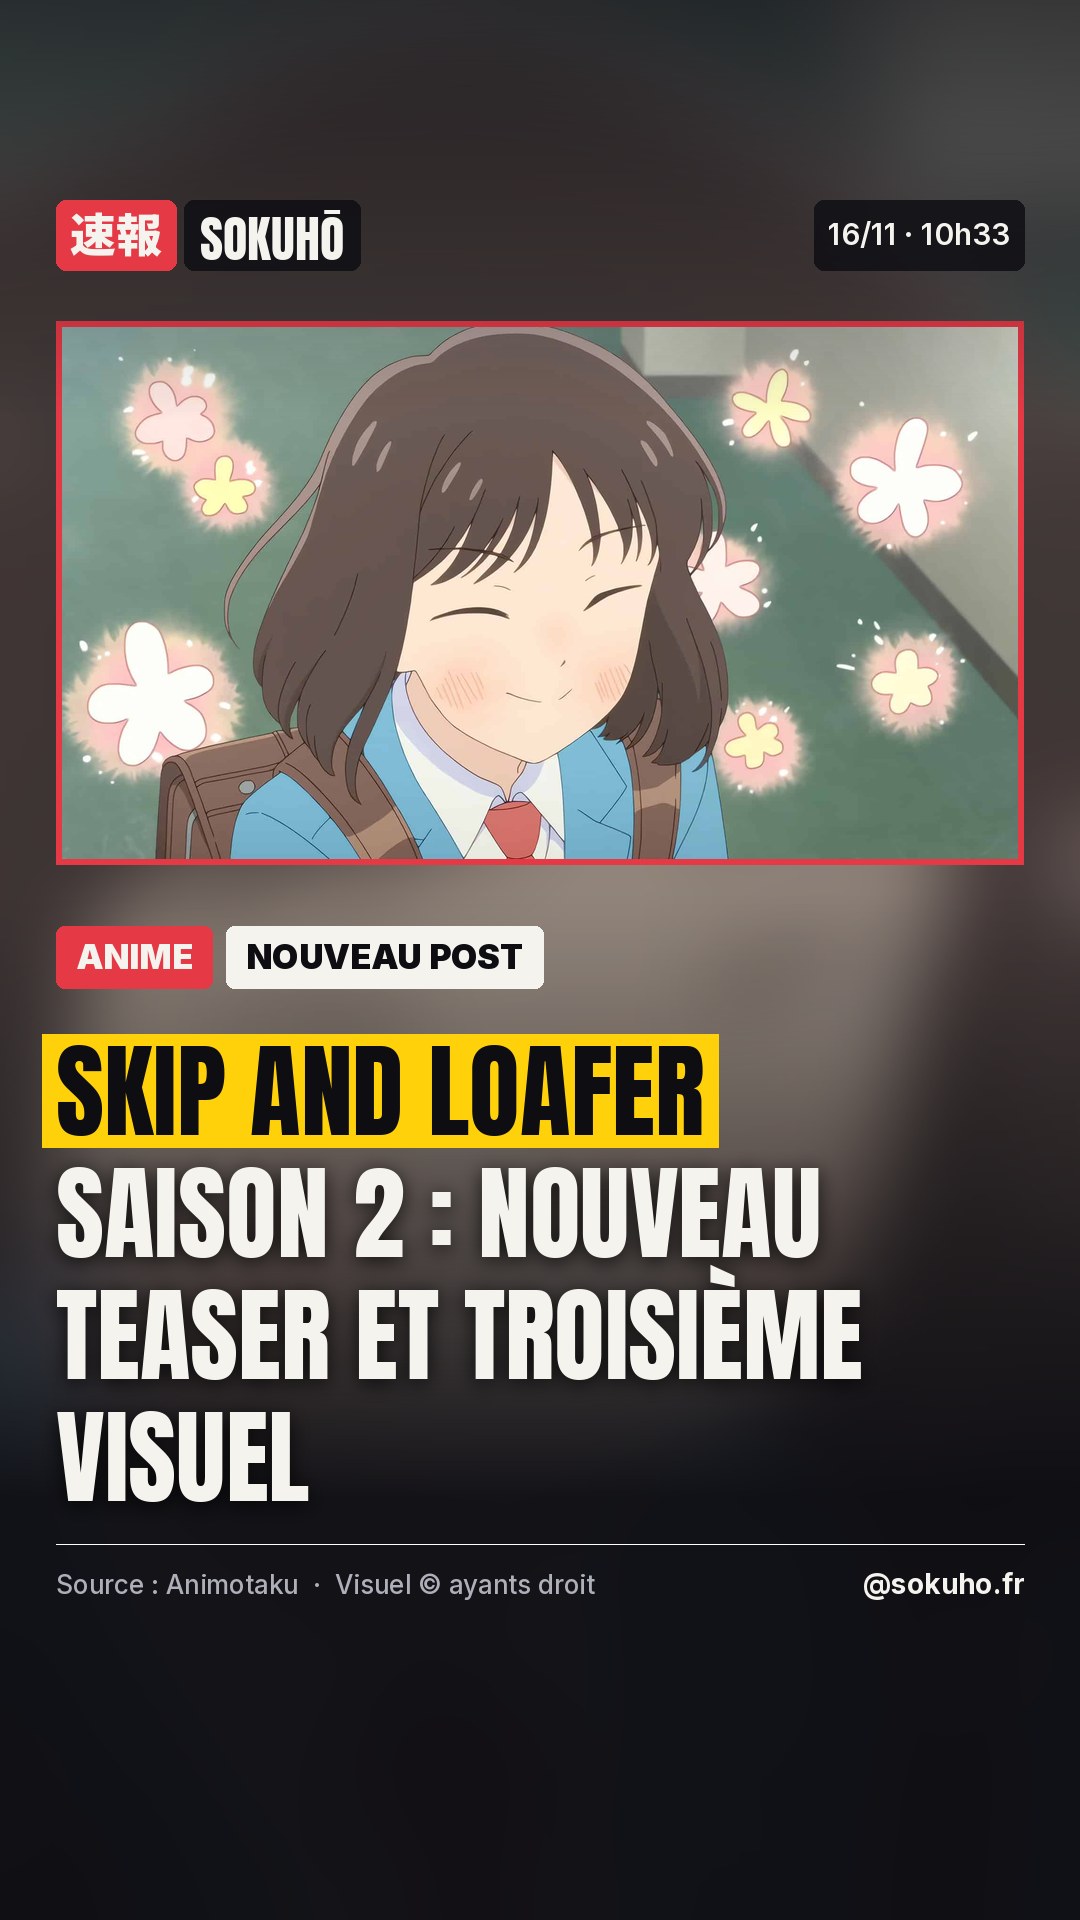 速報 SOKUHŌ
16/11 · 10h33
ANIME
NOUVEAU POST
SKIP AND LOAFER
SAISON 2 : NOUVEAU
TEASER ET TROISIÈME
VISUEL
Source : Animotaku · Visuel © ayants droit
@sokuho.fr